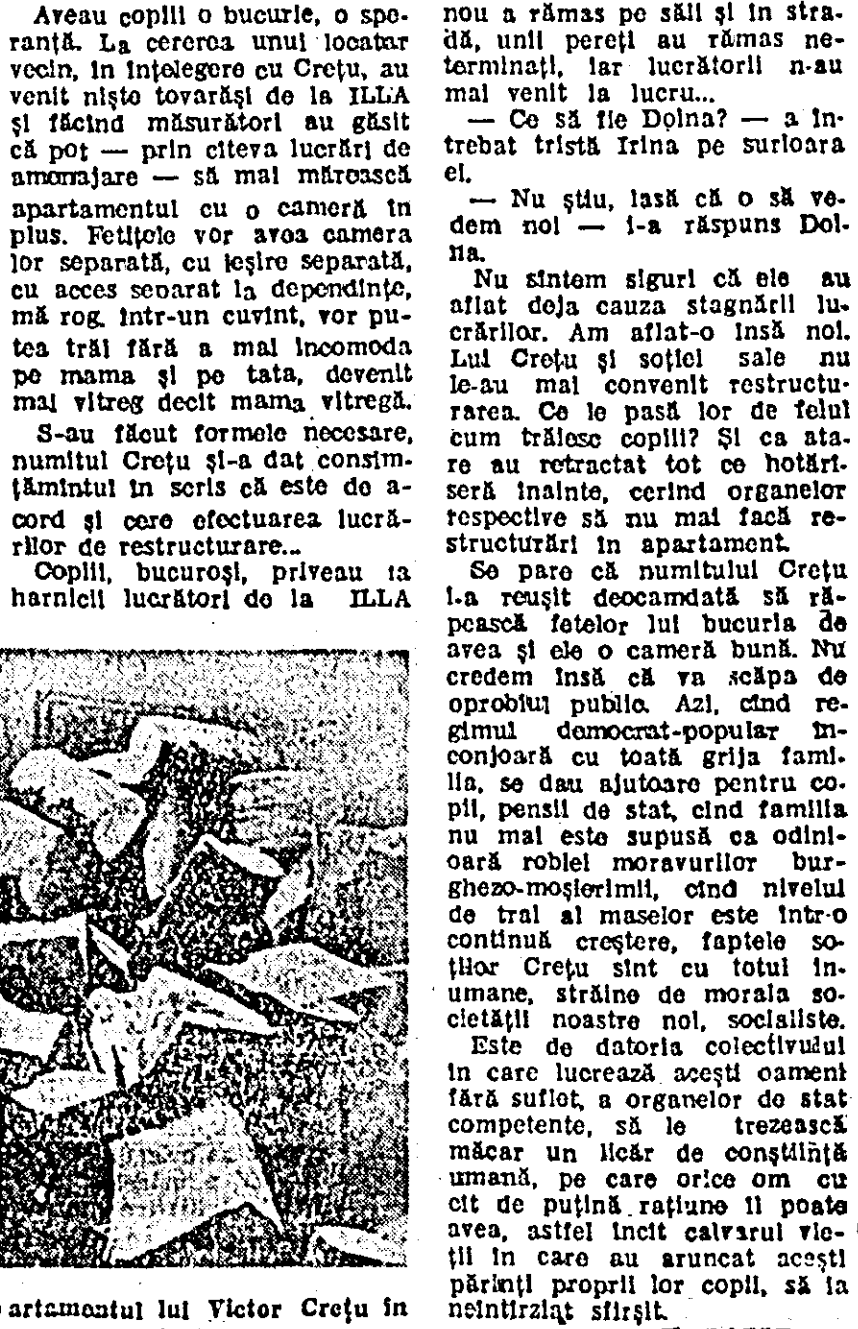 Aveau copiii o bucurie, o spe-
ranță. La cererea unui locatar
vecin, în înțelegere cu Crețu, au
venit niște tovarăși de la ILLA
și făcînd măsurători au găsit
că pot — prin cîteva lucrări de
amenajare — să mai mărească
apartamentul cu o cameră în
plus. Fetițele vor avea camera
lor separată, cu ieșire separată,
cu acces separat la dependințe,
mă rog. într-un cuvînt, vor pu-
tea trăi fără a mai incomoda
pe mama și pe tata, devenit
mai vitreg decît mama vitregă.
S-au făcut formele necesare,
numitul Crețu și-a dat consim-
țămîntul în scris că este de a-
cord și cere efectuarea lucră-
rilor de restructurare...
Copiii, bucuroși, priveau la
harnicii lucrători de la ILLA
artamentul lui Victor Crețu în
nou a rămas pe săli și în stra-
dă, unii pereți au rămas ne-
terminați, iar lucrătorii n-au
mai venit la lucru...
— Ce să fie Doina? — a în-
trebat tristă Irina pe surioara
ei.
— Nu știu, lasă că o să ve-
dem noi — i-a răspuns Doi-
na.
Nu sîntem siguri că ele au
aflat deja cauza stagnării lu-
crărilor. Am aflat-o însă noi.
Lui Crețu și soției sale nu
le-au mai convenit restructu-
rarea. Ce le pasă lor de felul
cum trăiesc copiii? Și ca ata-
re au retractat tot ce hotărî-
seră înainte, cerînd organelor
respective să nu mai facă re-
structurări în apartament.
Se pare că numitului Crețu
i-a reușit deocamdată să ră-
pească fetelor lui bucuria de
avea și ele o cameră bună. Nu
credem însă că va scăpa de
oprobiul public. Azi, cînd re-
gimul democrat-popular în-
conjoară cu toată grija fami-
lia, se dau ajutoare pentru co-
pii, pensii de stat, cînd familia
nu mai este supusă ca odini-
oară robiei moravurilor bur-
ghezo-moșierimii, cînd nivelul
de trai al maselor este într-o
continuă creștere, faptele so-
ților Crețu sînt cu totul in-
umane, străine de morala so-
cietății noastre noi, socialiste.
Este de datoria colectivului
în care lucrează acești oameni
fără suflet, a organelor de stat
competente, să le trezească
măcar un licăr de conștiință
umană, pe care orice om cu
cît de puțină rațiune îl poate
avea, astfel încît calvarul vie-
ții în care au aruncat acești
părinți proprii lor copii, să ia
neîntîrziat sfîrșit.